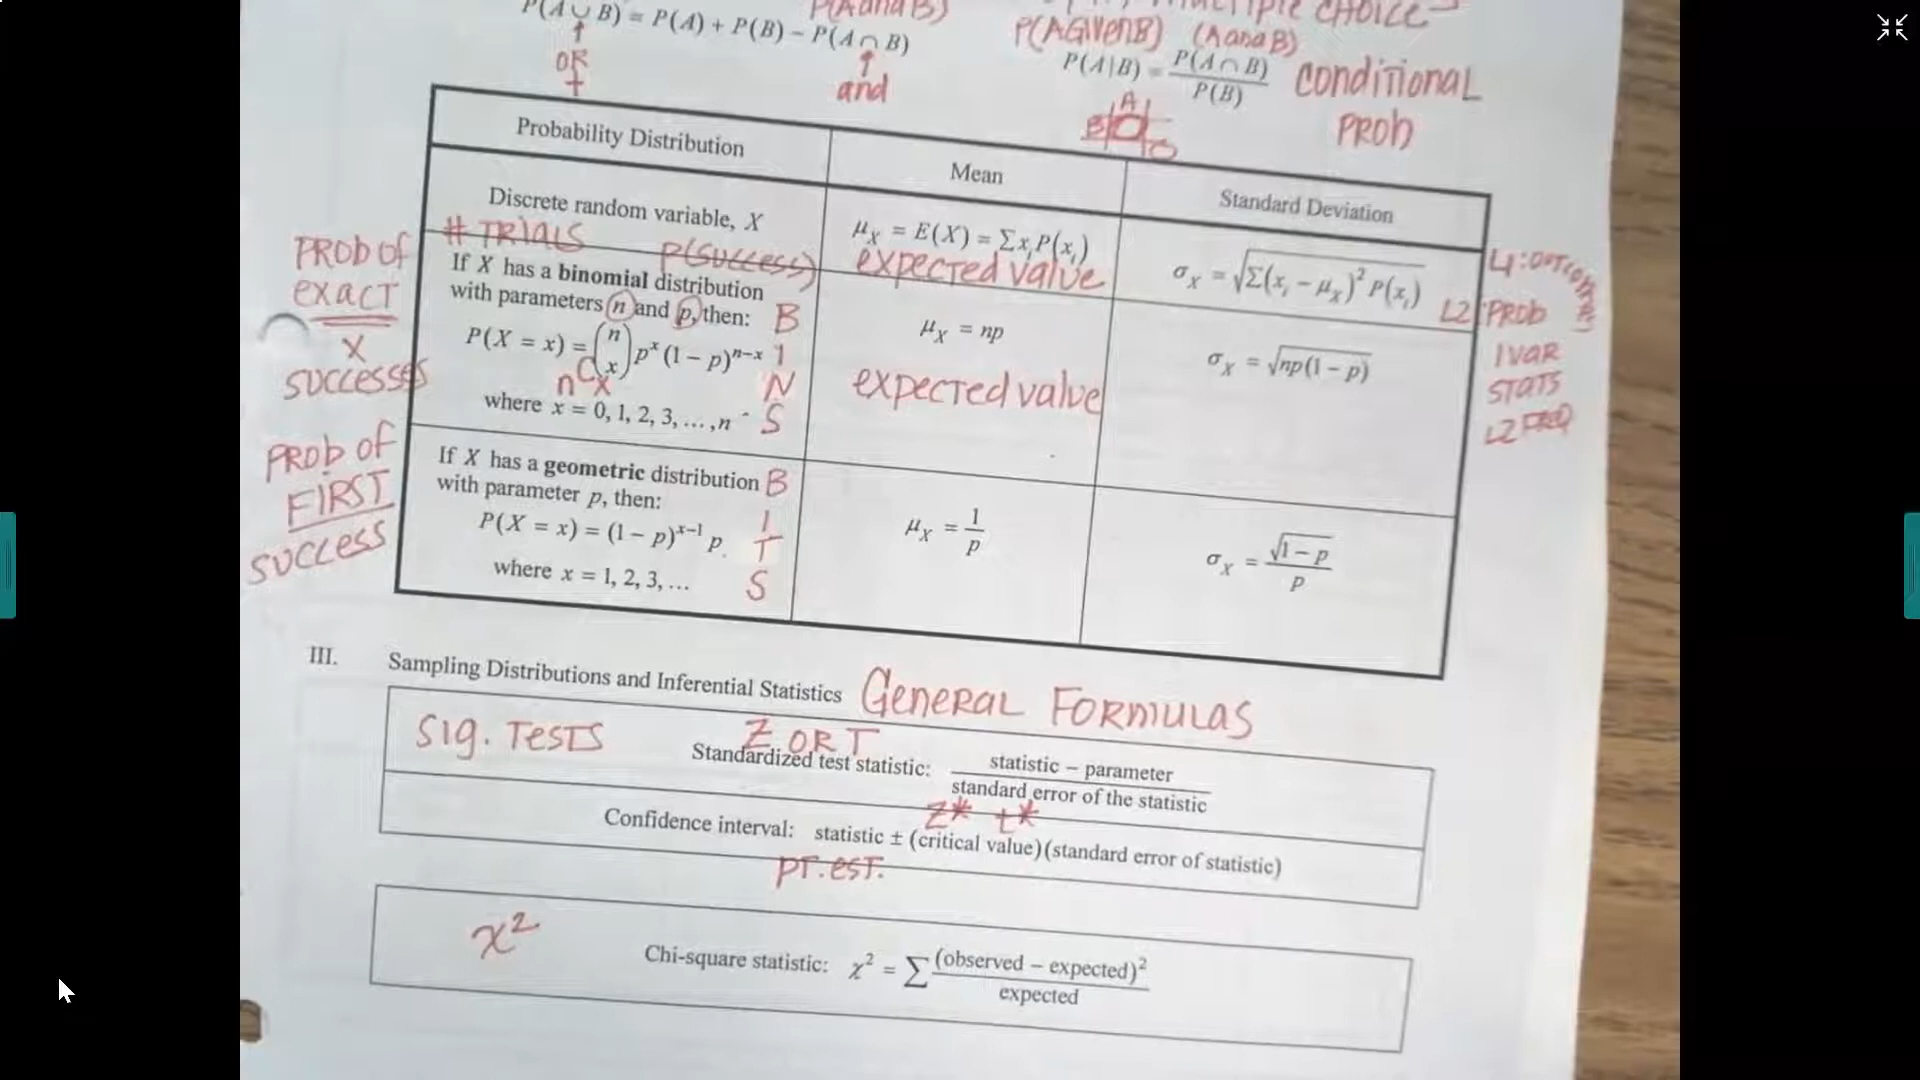 P(A ∪ B) = P(A) + P(B) − P(A ∩ B)
P(A and B)
OR
+
and
MULTIPLE CHOICE
P(A Given B) (A and B)
P(A|B) = P(A ∩ B) / P(B)
CONDITIONAL
PROB
A
B
Probability Distribution
Mean
Standard Deviation
Discrete random variable, X
μX = E(X) = Σxi P(xi)
expected value
σX = √Σ(xi − μX)² P(xi)
L1: OUTCOMES
L2: PROB
1 VAR
STATS
L2 FREQ
# TRIALS
P(SUCCESS)
PROB OF
EXACT
X
SUCCESSES
If X has a binomial distribution
with parameters n and p, then:
P(X = x) = (n x) p^x (1 − p)^n−x
nCx
where x = 0, 1, 2, 3, …, n
B
I
N
S
μX = np
expected value
σX = √np(1 − p)
PROB OF
FIRST
SUCCESS
If X has a geometric distribution
with parameter p, then:
P(X = x) = (1 − p)^x−1 p
where x = 1, 2, 3, …
B
I
T
S
μX = 1/p
σX = √1 − p / p
III. Sampling Distributions and Inferential Statistics
GENERAL FORMULAS
Sig. TESTS
Z OR T
Standardized test statistic: statistic − parameter / standard error of the statistic
Z* t*
Confidence interval: statistic ± (critical value)(standard error of statistic)
PT. EST.
χ²
Chi-square statistic: χ² = Σ (observed − expected)² / expected